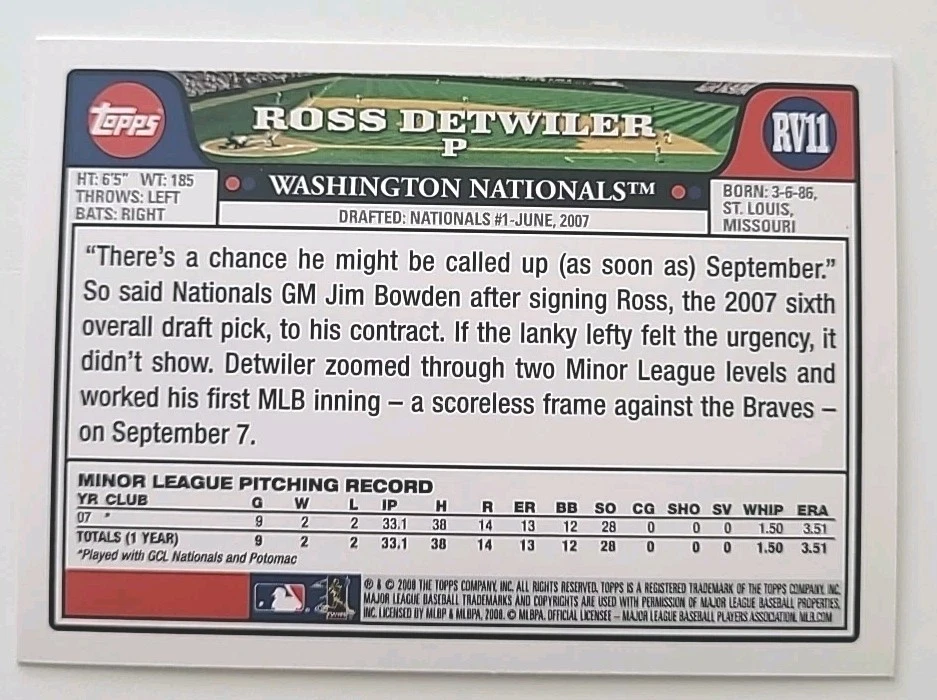 Topps
ROSS DETWILER
P
RV11
HT: 6'5" WT: 185
THROWS: LEFT
BATS: RIGHT
WASHINGTON NATIONALS™
DRAFTED: NATIONALS #1-JUNE, 2007
BORN: 3-6-86,
ST. LOUIS,
MISSOURI
“There’s a chance he might be called up (as soon as) September.”
So said Nationals GM Jim Bowden after signing Ross, the 2007 sixth
overall draft pick, to his contract. If the lanky lefty felt the urgency, it
didn’t show. Detwiler zoomed through two Minor League levels and
worked his first MLB inning – a scoreless frame against the Braves –
on September 7.
MINOR LEAGUE PITCHING RECORD
YR CLUB G W L IP H R ER BB SO CG SHO SV WHIP ERA
07 * 9 2 2 33.1 38 14 13 12 28 0 0 0 1.50 3.51
TOTALS (1 YEAR) 9 2 2 33.1 38 14 13 12 28 0 0 0 1.50 3.51
*Played with GCL Nationals and Potomac
® & © 2008 THE TOPPS COMPANY, INC. ALL RIGHTS RESERVED. TOPPS IS A REGISTERED TRADEMARK OF THE TOPPS COMPANY, INC.
MAJOR LEAGUE BASEBALL TRADEMARKS AND COPYRIGHTS ARE USED WITH PERMISSION OF MAJOR LEAGUE BASEBALL PROPERTIES,
INC. LICENSED BY MLBP & MLBPA, 2008. © MLBPA. OFFICIAL LICENSEE – MAJOR LEAGUE BASEBALL PLAYERS ASSOCIATION. MLB.COM